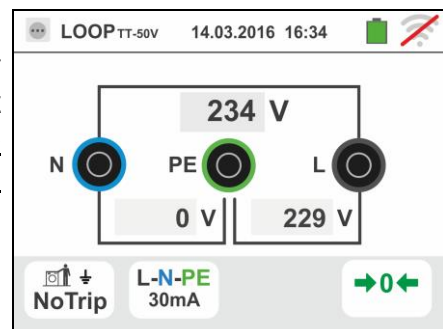 LOOP TT-50V 14.03.2016 16:34
234 V
N PE L
0 V 229 V
NoTrip
L-N-PE
30mA
→0←